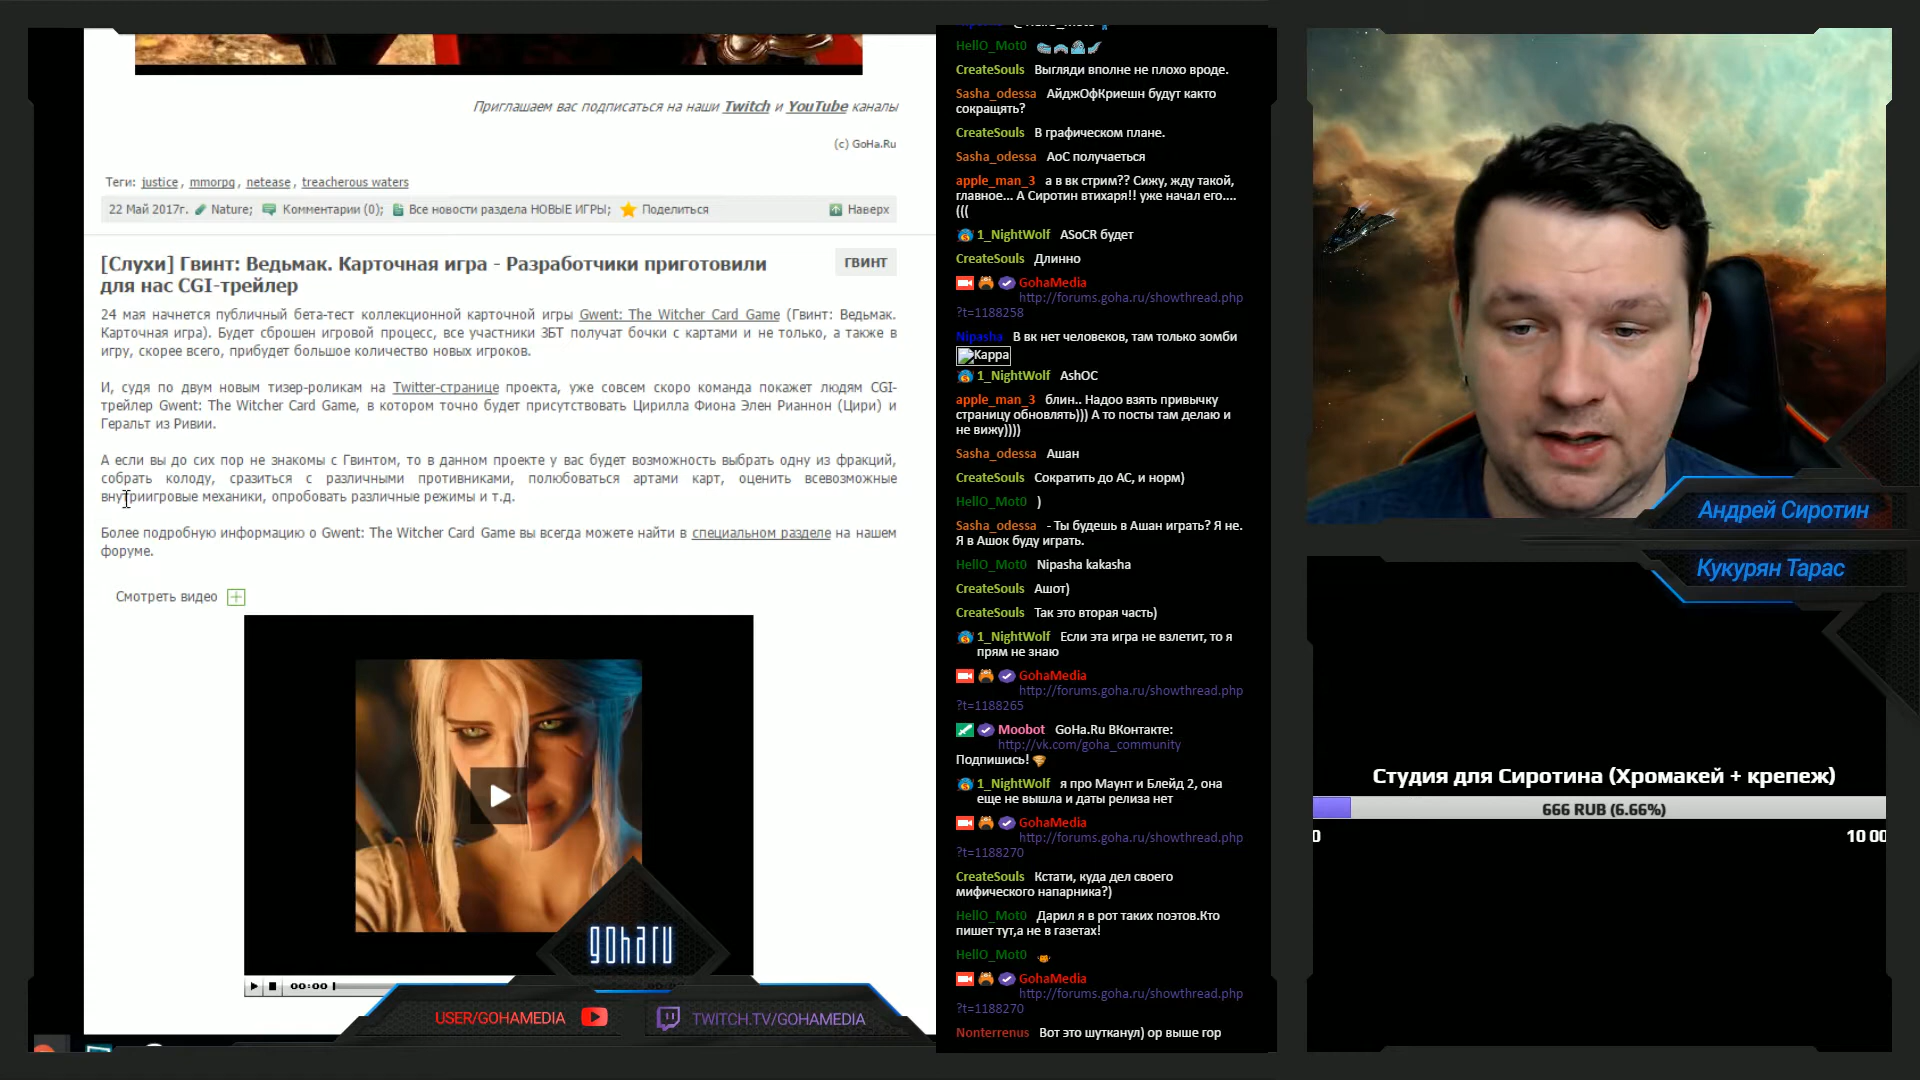 Приглашаем вас подписаться на наши Twitch и YouTube каналы
(c) GoHa.Ru
Теги: justice , mmorpg , netease , treacherous waters
22 Май 2017г. Nature; Комментарии (0); Все новости раздела НОВЫЕ ИГРЫ; Поделиться Наверх
[Слухи] Гвинт: Ведьмак. Карточная игра - Разработчики приготовили
для нас CGI-трейлер
ГВИНТ
24 мая начнется публичный бета-тест коллекционной карточной игры Gwent: The Witcher Card Game (Гвинт: Ведьмак.
Карточная игра). Будет сброшен игровой процесс, все участники ЗБТ получат бочки с картами и не только, а также в
игру, скорее всего, прибудет большое количество новых игроков.
И, судя по двум новым тизер-роликам на Twitter-странице проекта, уже совсем скоро команда покажет людям CGI-
трейлер Gwent: The Witcher Card Game, в котором точно будет присутствовать Цирилла Фиона Элен Рианнон (Цири) и
Геральт из Ривии.
А если вы до сих пор не знакомы с Гвинтом, то в данном проекте у вас будет возможность выбрать одну из фракций,
собрать колоду, сразиться с различными противниками, полюбоваться артами карт, оценить всевозможные
внутриигровые механики, опробовать различные режимы и т.д.
Более подробную информацию о Gwent: The Witcher Card Game вы всегда можете найти в специальном разделе на нашем
форуме.
Смотреть видео
00:00
goharu
USER/GOHAMEDIA
TWITCH.TV/GOHAMEDIA
HellO_Mot0
CreateSouls Выгляди вполне не плохо вроде.
Sasha_odessa АйджОфКриешн будут както
сокращять?
CreateSouls В графическом плане.
Sasha_odessa АоС получаеться
apple_man_3 а в вк стрим?? Сижу, жду такой,
главное... А Сиротин втихаря!! уже начал его....
(((
1_NightWolf ASoCR будет
CreateSouls Длинно
GohaMedia
http://forums.goha.ru/showthread.php
?t=1188258
Nipasha В вк нет человеков, там только зомби
Kappa
1_NightWolf AshOC
apple_man_3 блин.. Надоо взять привычку
страницу обновлять))) А то посты там делаю и
не вижу))))
Sasha_odessa Ашан
CreateSouls Сократить до АС, и норм)
HellO_Mot0 )
Sasha_odessa - Ты будешь в Ашан играть? Я не.
Я в Ашок буду играть.
HellO_Mot0 Nipasha kakasha
CreateSouls Ашот)
CreateSouls Так это вторая часть)
1_NightWolf Если эта игра не взлетит, то я
прям не знаю
GohaMedia
http://forums.goha.ru/showthread.php
?t=1188265
Moobot GoHa.Ru ВКонтакте:
http://vk.com/goha_community
Подпишись!
1_NightWolf я про Маунт и Блейд 2, она
еще не вышла и даты релиза нет
GohaMedia
http://forums.goha.ru/showthread.php
?t=1188270
CreateSouls Кстати, куда дел своего
мифического напарника?)
HellO_Mot0 Дарил я в рот таких поэтов.Кто
пишет тут,а не в газетах!
HellO_Mot0
GohaMedia
http://forums.goha.ru/showthread.php
?t=1188270
Nonterrenus Вот это шутканул) ор выше гор
Андрей Сиротин
Кукурян Тарас
Студия для Сиротина (Хромакей + крепеж)
666 RUB (6.66%)
0
10 00